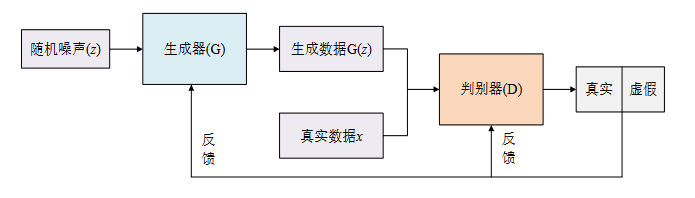 随机噪声(z)
生成器(G)
生成数据G(z)
真实数据x
判别器(D)
真实
虚假
反
馈
反
馈